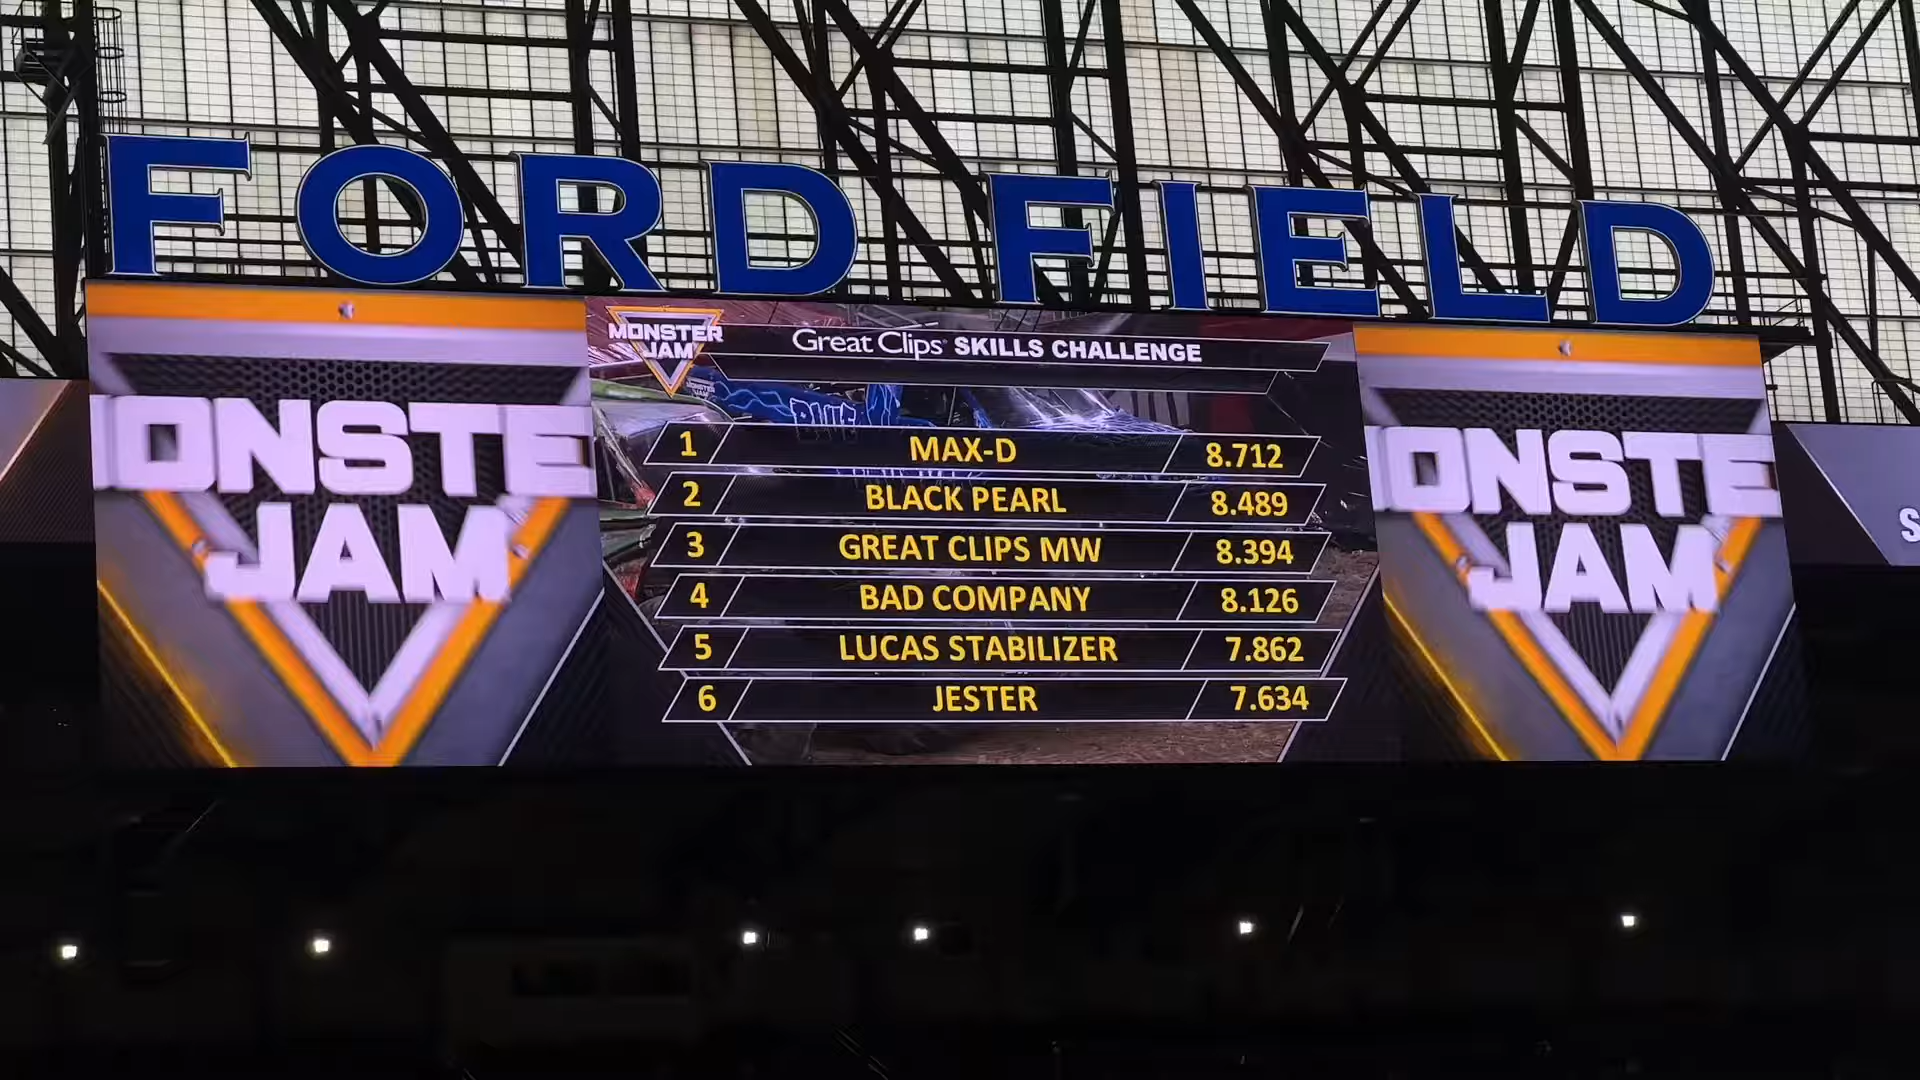 FORD FIELD
MONSTER
JAM
Great Clips SKILLS CHALLENGE
ONSTE
JAM
1 MAX-D 8.712
2 BLACK PEARL 8.489
3 GREAT CLIPS MW 8.394
4 BAD COMPANY 8.126
5 LUCAS STABILIZER 7.862
6 JESTER 7.634
ONSTE
JAM
S
BLUE